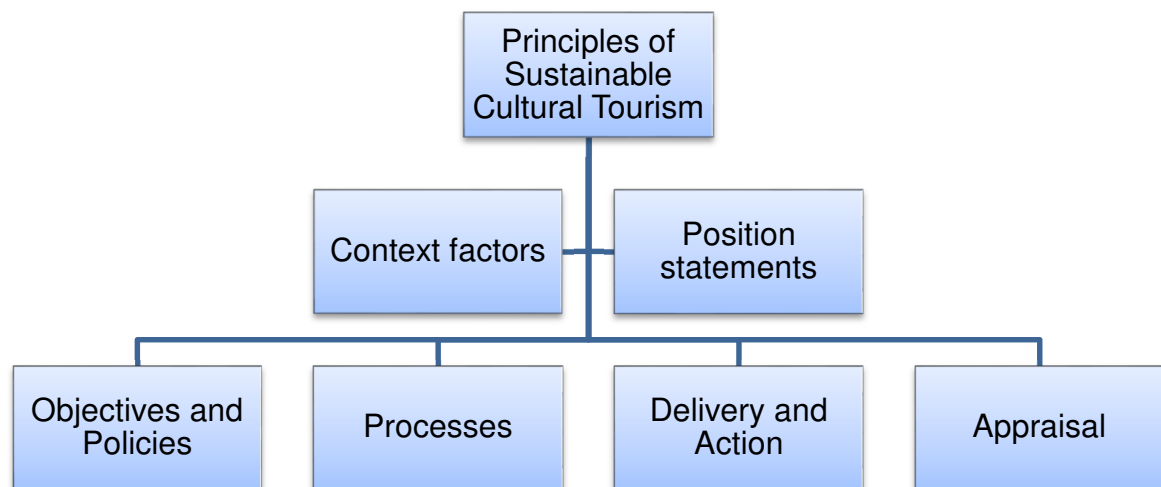 Principles of
Sustainable
Cultural Tourism
Context factors
Position
statements
Objectives and
Policies
Processes
Delivery and
Action
Appraisal